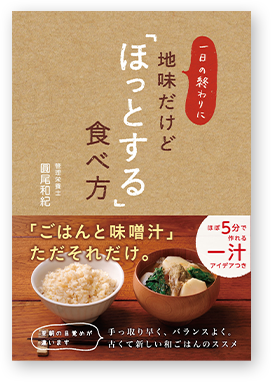 一日の終わりに
地味だけど
「ほっとする」
食べ方
管理栄養士
圓尾和紀
「ごはんと味噌汁」
ただそれだけ。
ほぼ5分で
作れる
一汁
アイデアつき
翌朝の目覚めが
違います
手っ取り早く、バランスよく。
古くて新しい和ごはんのススメ